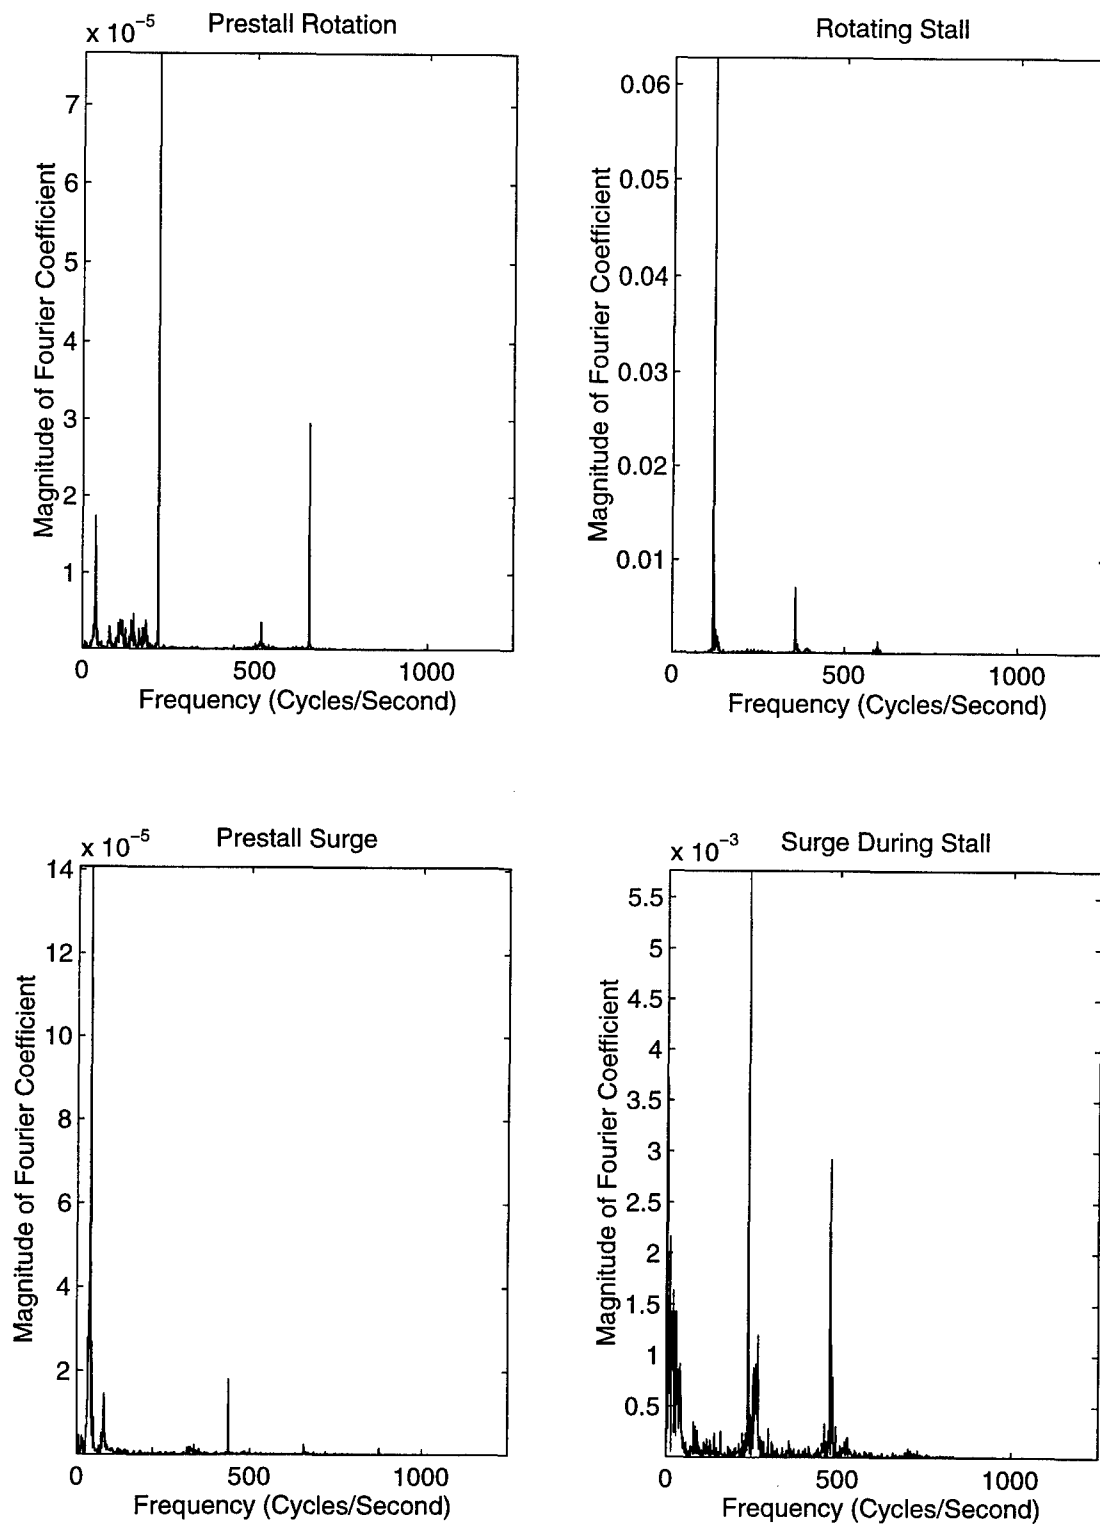 Prestall Rotation
x 10^-5
7
6
5
4
3
2
1
0 500 1000
Magnitude of Fourier Coefficient
Frequency (Cycles/Second)
Rotating Stall
0.06
0.05
0.04
0.03
0.02
0.01
0 500 1000
Magnitude of Fourier Coefficient
Frequency (Cycles/Second)
Prestall Surge
x 10^-5
14
12
10
8
6
4
2
0 500 1000
Magnitude of Fourier Coefficient
Frequency (Cycles/Second)
Surge During Stall
x 10^-3
5.5
5
4.5
4
3.5
3
2.5
2
1.5
1
0.5
0 500 1000
Magnitude of Fourier Coefficient
Frequency (Cycles/Second)